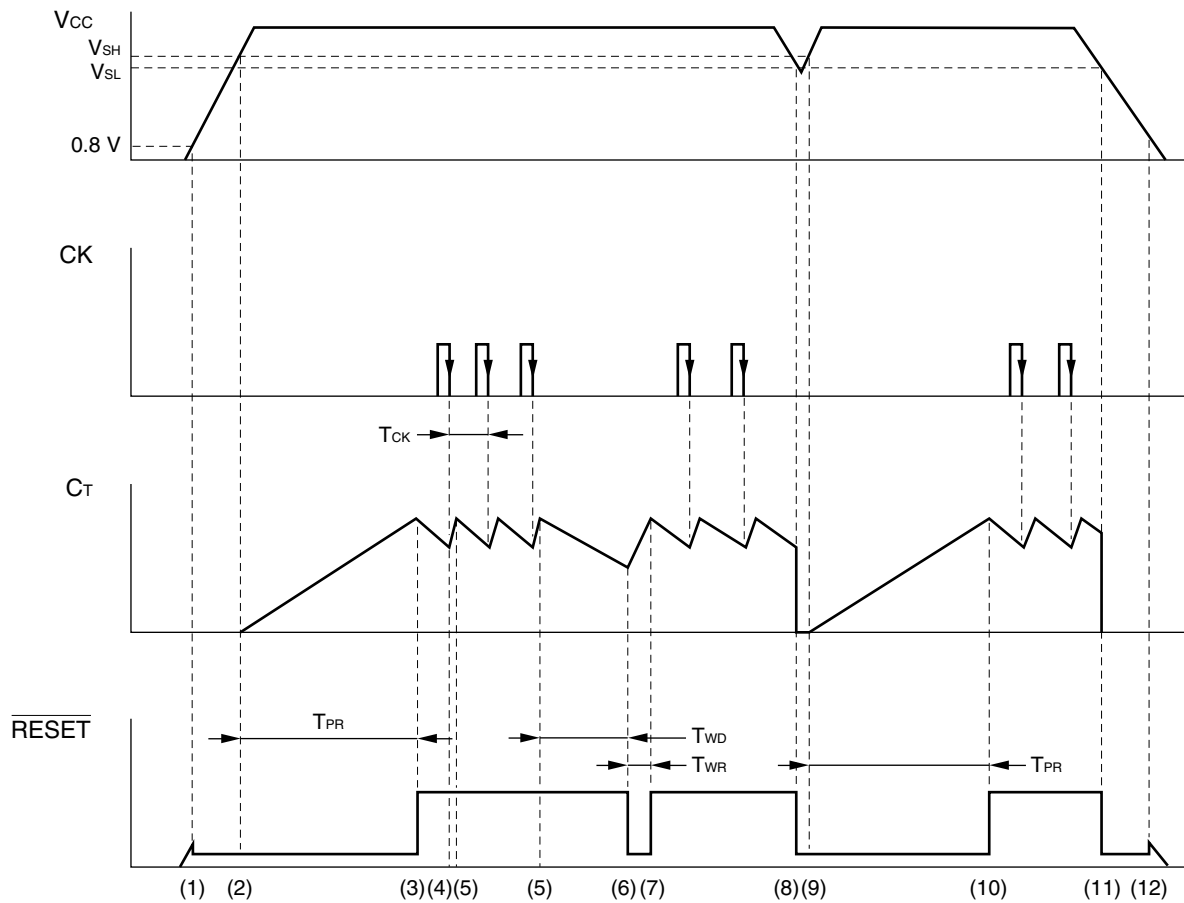 VCC
VSH
VSL
0.8 V
CK
TCK
CT
RESET
TPR
TWD
TWR
TPR
(1) (2) (3) (4) (5) (5) (6) (7) (8) (9) (10) (11) (12)